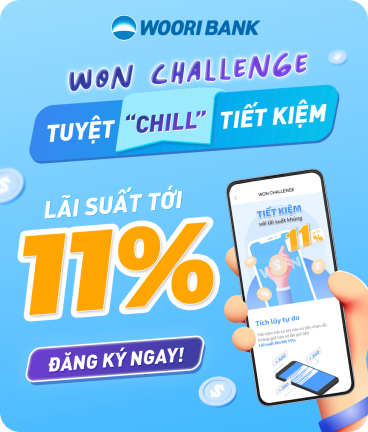 WOORI BANK
WON CHALLENGE
TUYỆT "CHILL" TIẾT KIỆM
LÃI SUẤT TỚI
11%
ĐĂNG KÝ NGAY!
WON CHALLENGE
TIẾT KIỆM
với lãi suất khủng
11%
Tích lũy tự do